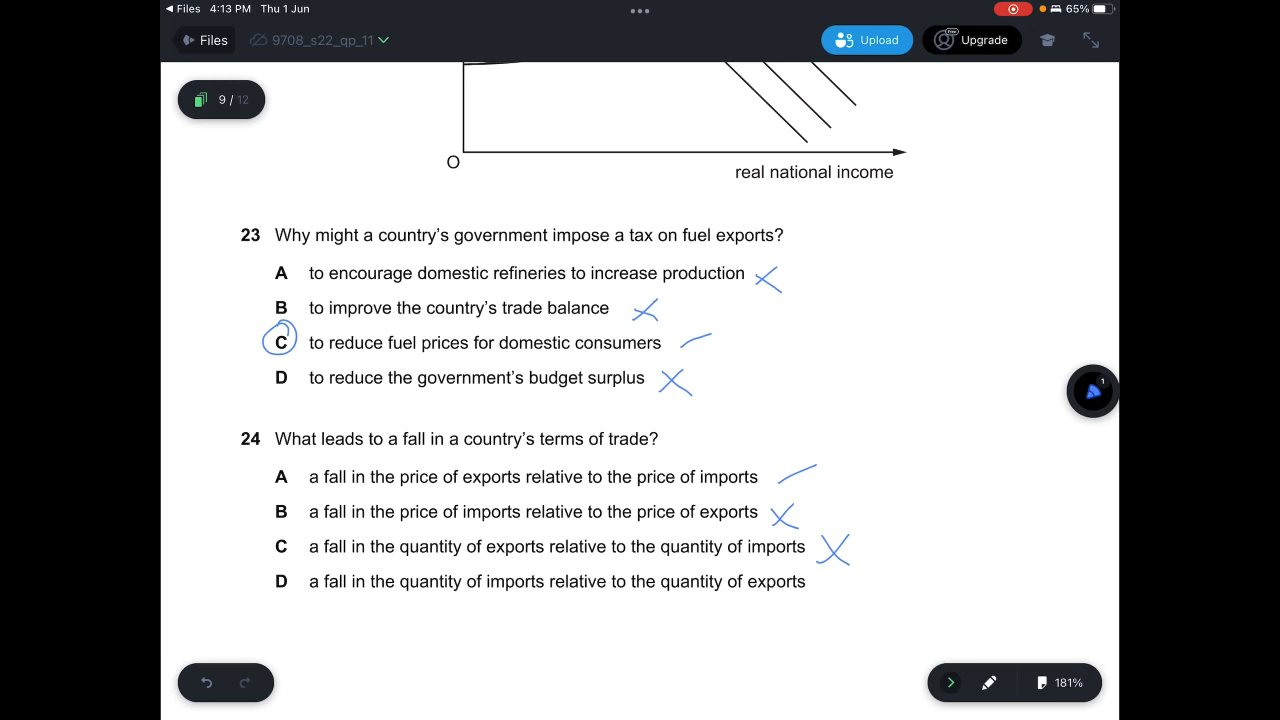 Files 4:13 PM Thu 1 Jun
65%
Files 9708_s22_qp_11 Upload Free Upgrade
9 / 12
O
real national income
23 Why might a country's government impose a tax on fuel exports?
A to encourage domestic refineries to increase production
B to improve the country's trade balance
C to reduce fuel prices for domestic consumers
D to reduce the government's budget surplus
1
24 What leads to a fall in a country's terms of trade?
A a fall in the price of exports relative to the price of imports
B a fall in the price of imports relative to the price of exports
C a fall in the quantity of exports relative to the quantity of imports
D a fall in the quantity of imports relative to the quantity of exports
181%